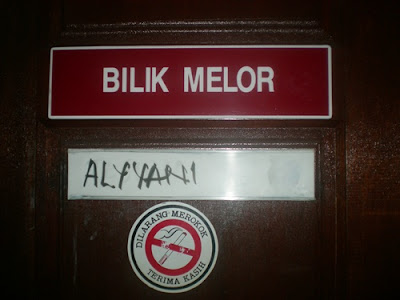 BILIK MELOR
ALYYANI
DILARANG MEROKOK
TERIMA KASIH